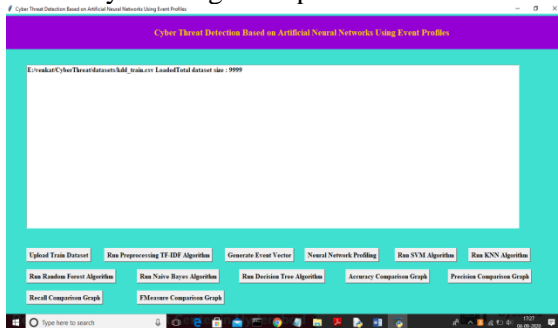 Cyber Threat Detection Based on Artificial Neural Networks Using Event Profiles
Cyber Threat Detection Based on Artificial Neural Networks Using Event Profiles
E:/venkat/CyberThreat/datasets/kdd_train.csv LoadedTotal dataset size : 9999
Upload Train Dataset Run Preprocessing TF-IDF Algorithm Generate Event Vector Neural Network Profiling Run SVM Algorithm Run KNN Algorithm
Run Random Forest Algorithm Run Naive Bayes Algorithm Run Decision Tree Algorithm Accuracy Comparison Graph Precision Comparison Graph
Recall Comparison Graph FMeasure Comparison Graph
Type here to search